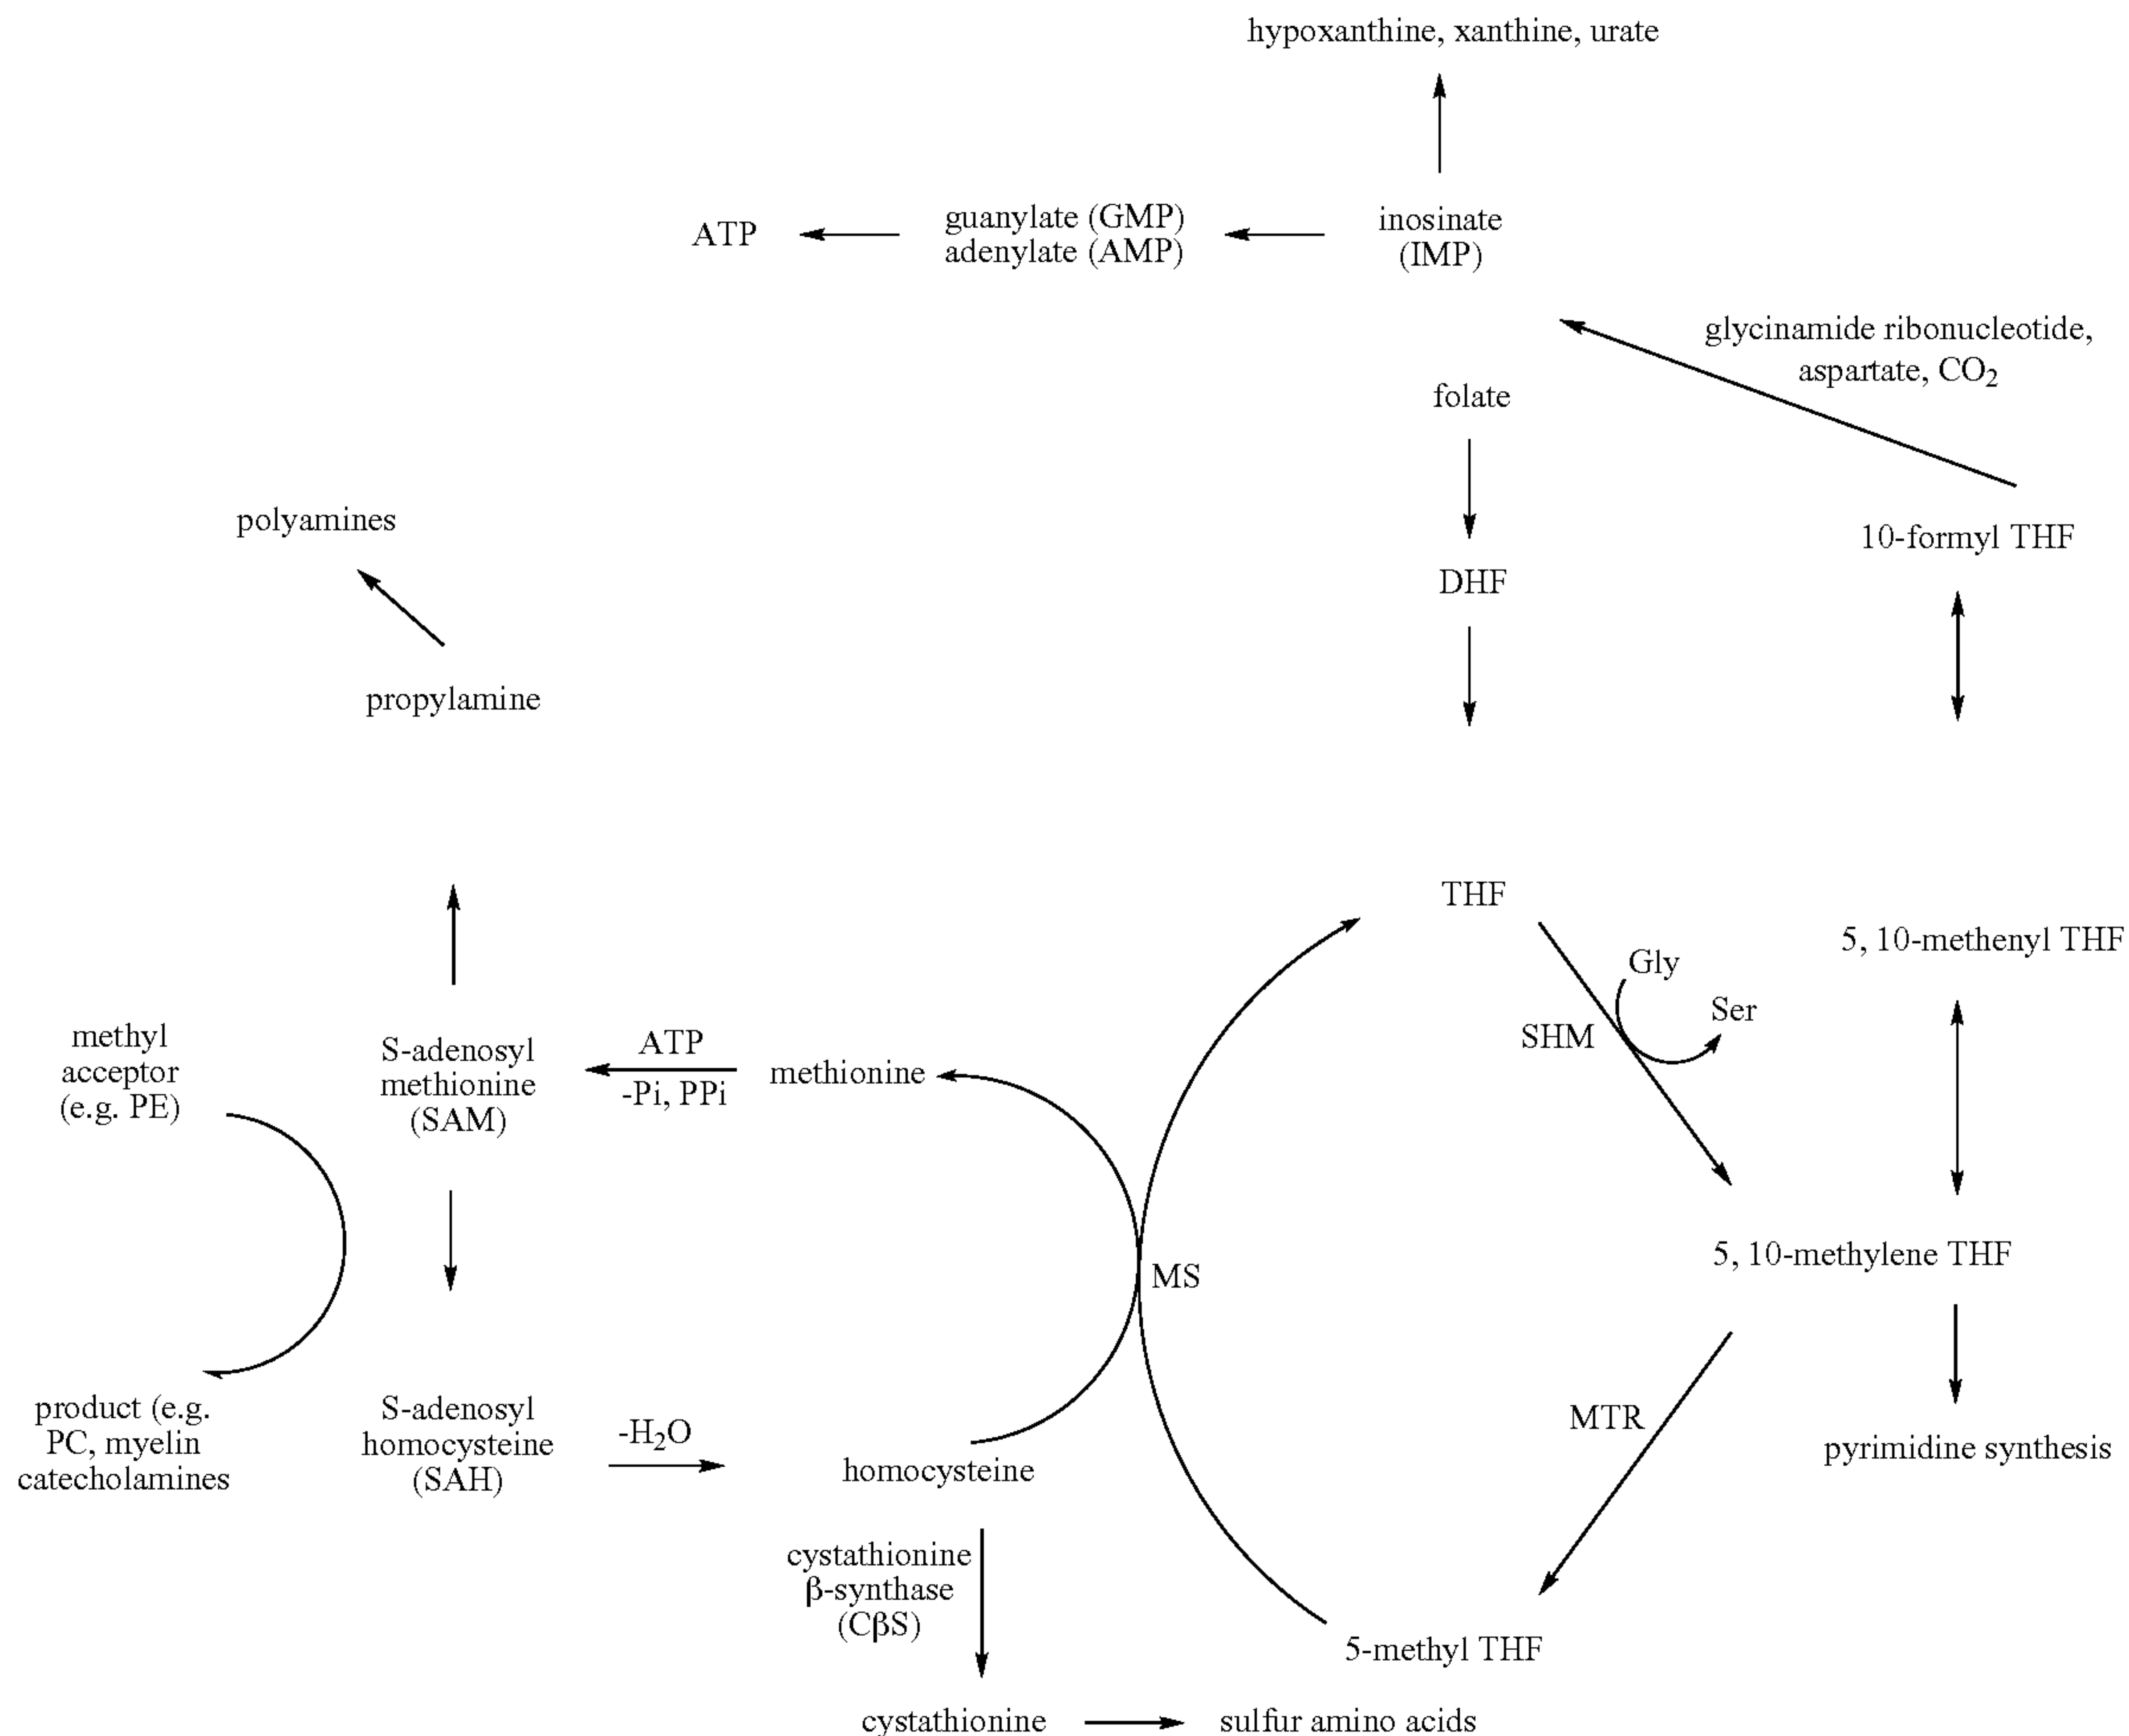 hypoxanthine, xanthine, urate
ATP
guanylate (GMP)
adenylate (AMP)
inosinate
(IMP)
glycinamide ribonucleotide,
aspartate, CO₂
folate
polyamines
10-formyl THF
DHF
propylamine
THF
5, 10-methenyl THF
Gly
Ser
SHM
methyl
acceptor
(e.g. PE)
S-adenosyl
methionine
(SAM)
ATP
-Pi, PPi
methionine
5, 10-methylene THF
MS
product (e.g.
PC, myelin
catecholamines
S-adenosyl
homocysteine
(SAH)
-H₂O
homocysteine
MTR
pyrimidine synthesis
cystathionine
β-synthase
(CβS)
5-methyl THF
cystathionine
sulfur amino acids